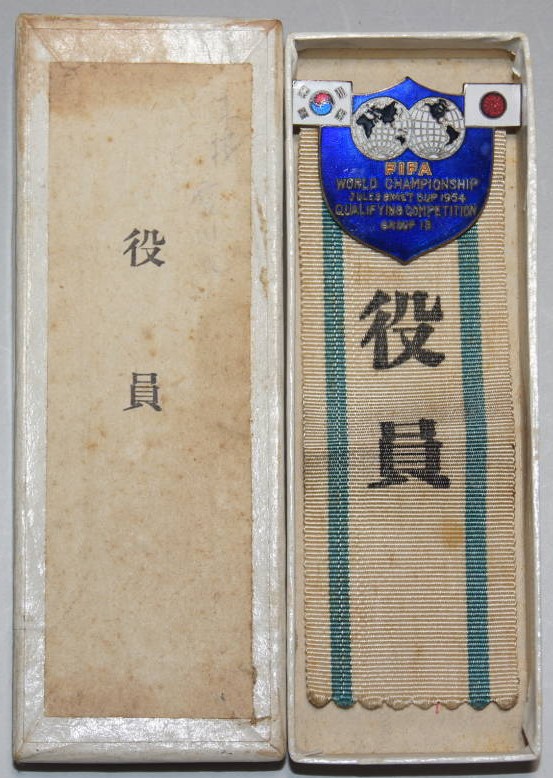 役員
FIFA
WORLD CHAMPIONSHIP
JULES RIMET CUP 1954
QUALIFYING COMPETITION
GROUP 13
役員